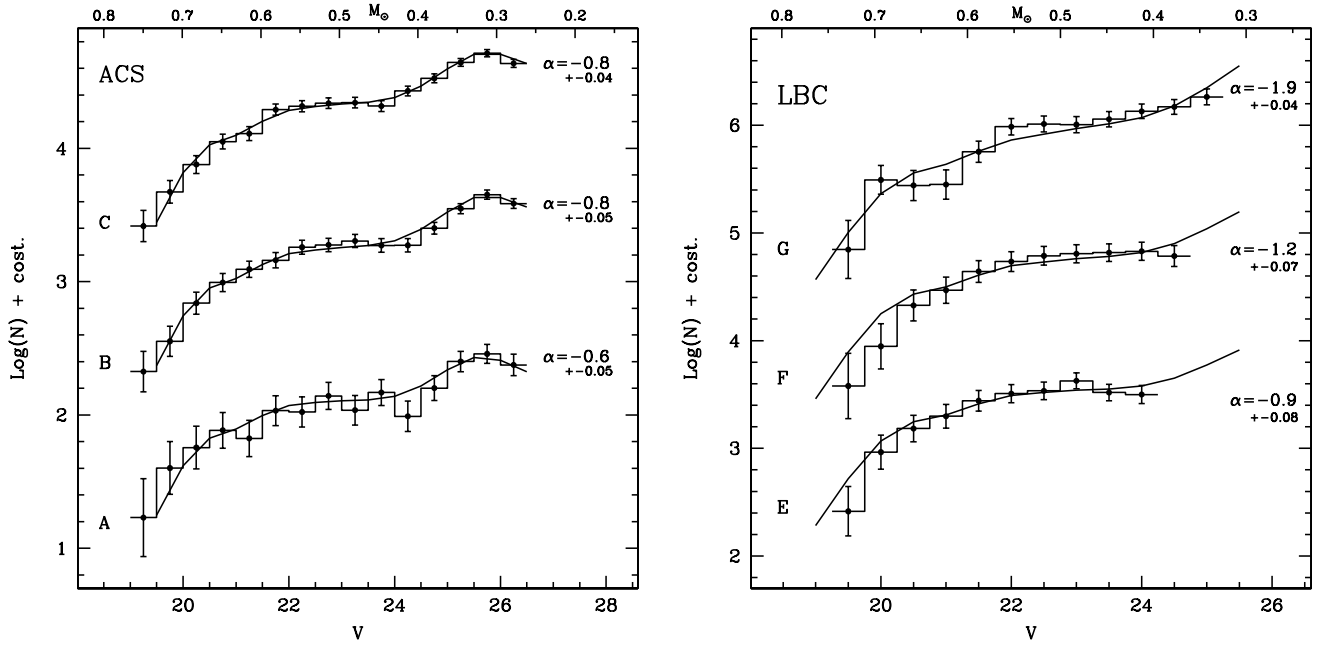 0.8 0.7 0.6 0.5 M☉ 0.4 0.3 0.2
ACS
α=−0.8
+−0.04
4
C
α=−0.8
+−0.05
3
B
α=−0.6
+−0.05
2
A
1
Log(N) + cost.
20 22 24 26 28
V
0.8 0.7 0.6 M☉ 0.5 0.4 0.3
LBC
α=−1.9
+−0.04
6
G
α=−1.2
+−0.07
5
4
F
α=−0.9
+−0.08
3
E
2
Log(N) + cost.
20 22 24 26
V